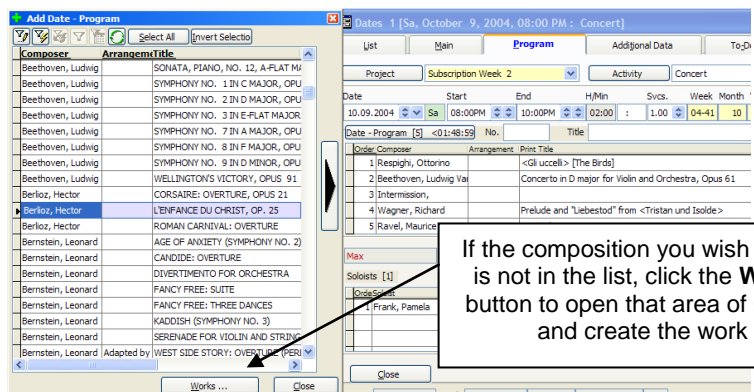 Add Date - Program
Select All
Invert Selectio
Composer Arrangem Title
Beethoven, Ludwig SONATA, PIANO, NO. 12, A-FLAT MA
Beethoven, Ludwig SYMPHONY NO. 1 IN C MAJOR, OPU
Beethoven, Ludwig SYMPHONY NO. 2 IN D MAJOR, OPU
Beethoven, Ludwig SYMPHONY NO. 3 IN E-FLAT MAJOR
Beethoven, Ludwig SYMPHONY NO. 7 IN A MAJOR, OPU
Beethoven, Ludwig SYMPHONY NO. 8 IN F MAJOR, OPU
Beethoven, Ludwig SYMPHONY NO. 9 IN D MINOR, OPU
Beethoven, Ludwig WELLINGTON'S VICTORY, OPUS 91
Berlioz, Hector CORSAIRE: OVERTURE, OPUS 21
Berlioz, Hector L'ENFANCE DU CHRIST, OP. 25
Berlioz, Hector ROMAN CARNIVAL: OVERTURE
Bernstein, Leonard AGE OF ANXIETY (SYMPHONY NO. 2)
Bernstein, Leonard CANDIDE: OVERTURE
Bernstein, Leonard DIVERTIMENTO FOR ORCHESTRA
Bernstein, Leonard FANCY FREE: SUITE
Bernstein, Leonard FANCY FREE: THREE DANCES
Bernstein, Leonard KADDISH (SYMPHONY NO. 3)
Bernstein, Leonard SERENADE FOR VIOLIN AND STRING
Bernstein, Leonard Adapted by WEST SIDE STORY: OVERTURE (PERI
Works ... Close
Dates 1 [Sa, October 9, 2004, 08:00 PM : Concert]
List Main Program Additional Data To-D
Project Subscription Week 2 Activity Concert
Date Start End H/Min Svcs. Week Month
10.09.2004 Sa 08:00PM 10:00PM 02:00 : 1.00 04-41 10
Date - Program [5] <01:48:59 No. Title
Order Composer Arrangement Print Title
1 Respighi, Ottorino <Gli uccelli> [The Birds]
2 Beethoven, Ludwig Va Concerto in D major for Violin and Orchestra, Opus 61
3 Intermission,
4 Wagner, Richard Prelude and "Liebestod" from <Tristan und Isolde>
5 Ravel, Maurice
Max
Soloists [1]
Orde Soloist
1 Frank, Pamela
Close
If the composition you wish
is not in the list, click the W
button to open that area of
and create the work